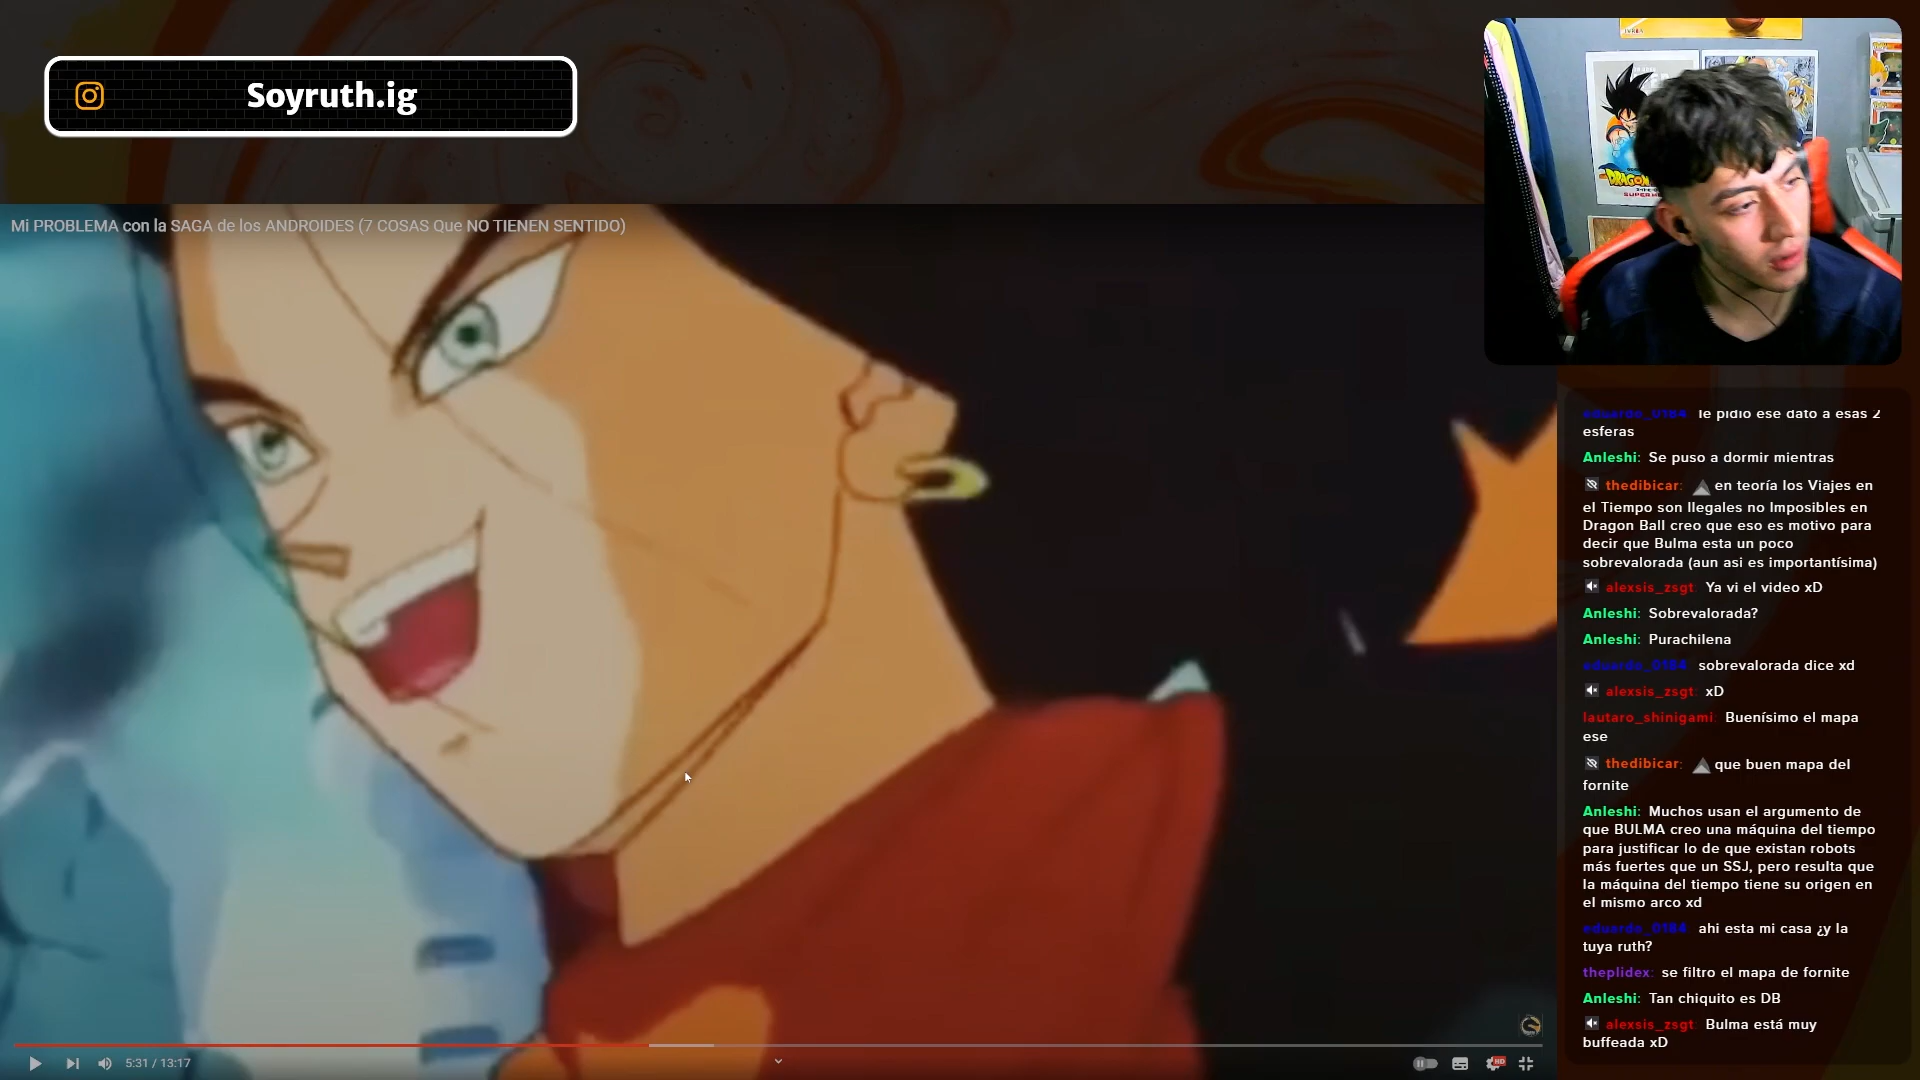 Soyruth.ig
Mi PROBLEMA con la SAGA de los ANDROIDES (7 COSAS Que NO TIENEN SENTIDO)
DRAGON
SUPER
eduardo_0184 le pidio ese dato a esas 2
esferas
Anleshi: Se puso a dormir mientras
thedibicar: en teoría los Viajes en
el Tiempo son Ilegales no Imposibles en
Dragon Ball creo que eso es motivo para
decir que Bulma esta un poco
sobrevalorada (aun asi es importantísima)
alexsis_zsgt: Ya vi el video xD
Anleshi: Sobrevalorada?
Anleshi: Purachilena
eduardo_0184: sobrevalorada dice xd
alexsis_zsgt: xD
lautaro_shinigami: Buenísimo el mapa
ese
thedibicar: que buen mapa del
fornite
Anleshi: Muchos usan el argumento de
que BULMA creo una máquina del tiempo
para justificar lo de que existan robots
más fuertes que un SSJ, pero resulta que
la máquina del tiempo tiene su origen en
el mismo arco xd
eduardo_0184: ahi esta mi casa ¿y la
tuya ruth?
theplidex: se filtro el mapa de fornite
Anleshi: Tan chiquito es DB
alexsis_zsgt: Bulma está muy
buffeada xD
5:31 / 13:17
HD